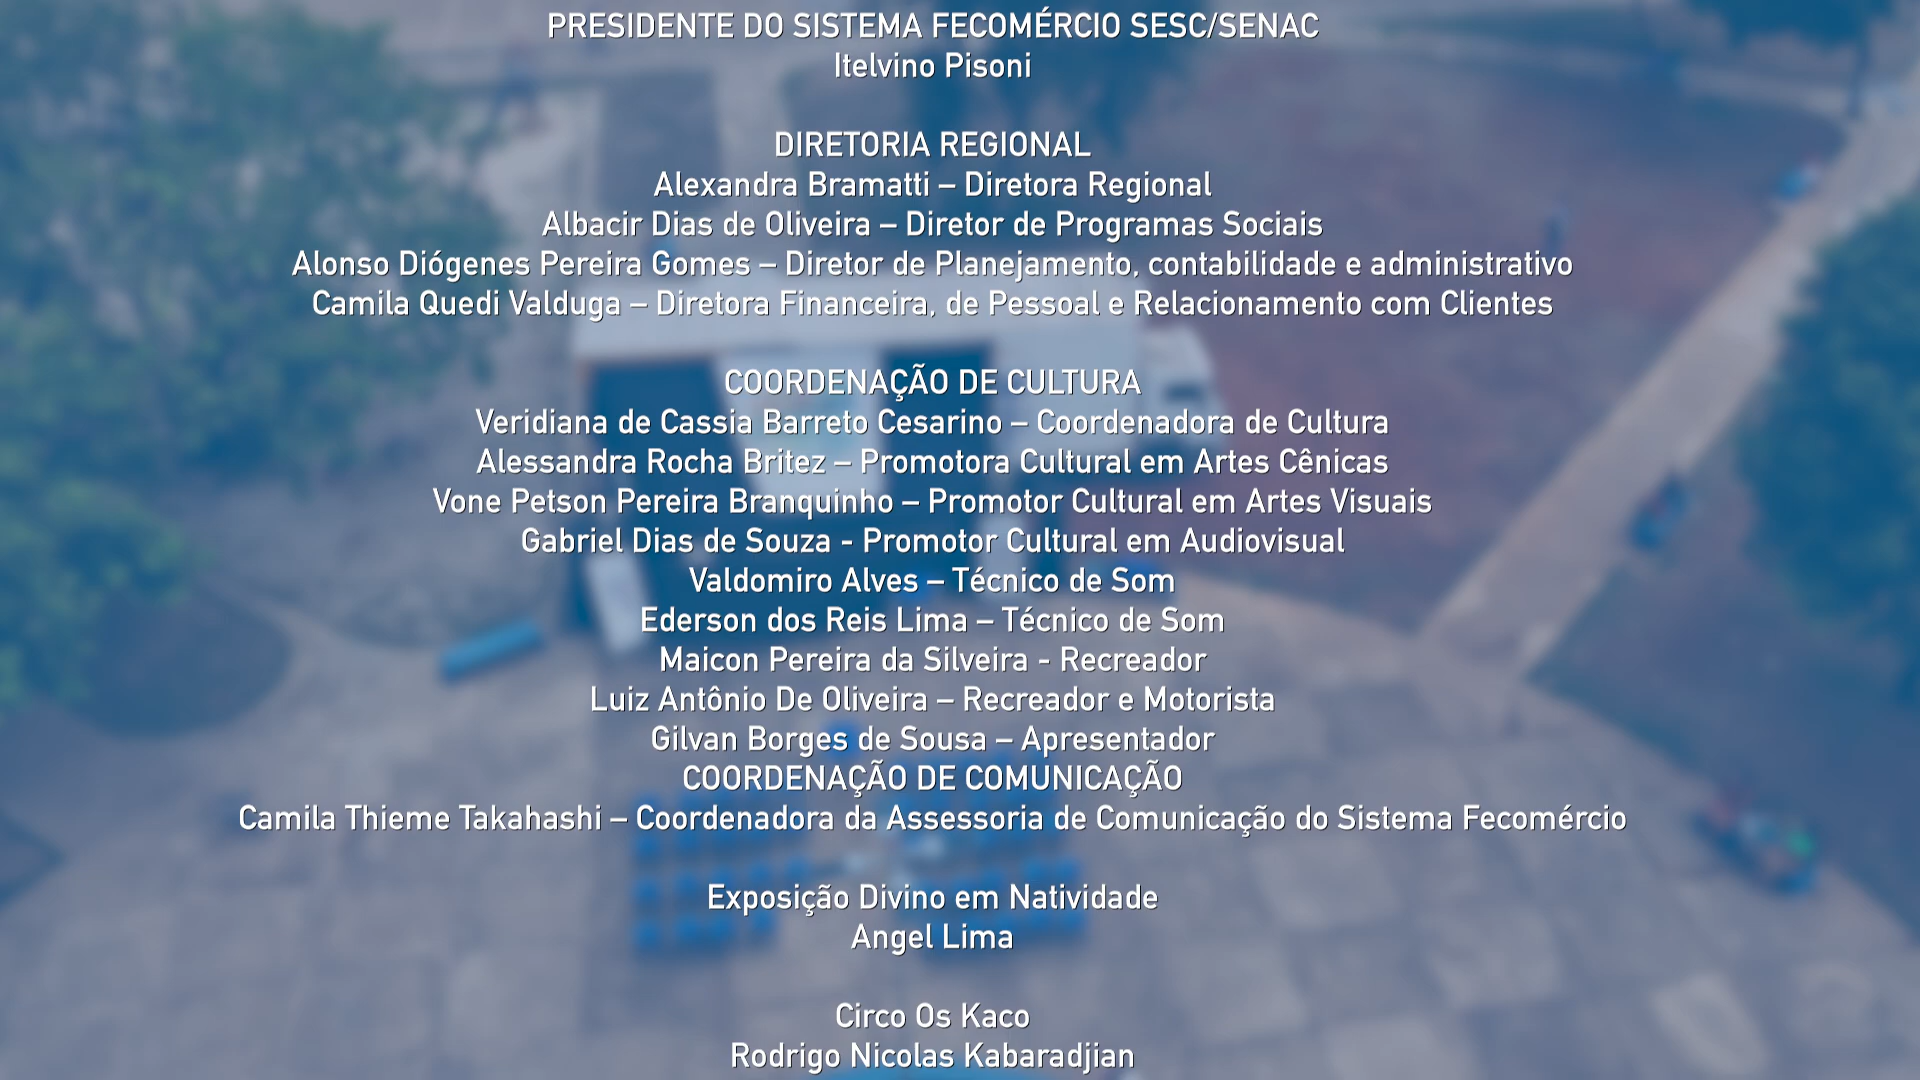 PRESIDENTE DO SISTEMA FECOMÉRCIO SESC/SENAC
Itelvino Pisoni
DIRETORIA REGIONAL
Alexandra Bramatti – Diretora Regional
Albacir Dias de Oliveira – Diretor de Programas Sociais
Alonso Diógenes Pereira Gomes – Diretor de Planejamento, contabilidade e administrativo
Camila Quedi Valduga – Diretora Financeira, de Pessoal e Relacionamento com Clientes
COORDENAÇÃO DE CULTURA
Veridiana de Cassia Barreto Cesarino – Coordenadora de Cultura
Alessandra Rocha Britez – Promotora Cultural em Artes Cênicas
Vone Petson Pereira Branquinho – Promotor Cultural em Artes Visuais
Gabriel Dias de Souza - Promotor Cultural em Audiovisual
Valdomiro Alves – Técnico de Som
Ederson dos Reis Lima – Técnico de Som
Maicon Pereira da Silveira - Recreador
Luiz Antônio De Oliveira – Recreador e Motorista
Gilvan Borges de Sousa – Apresentador
COORDENAÇÃO DE COMUNICAÇÃO
Camila Thieme Takahashi – Coordenadora da Assessoria de Comunicação do Sistema Fecomércio
Exposição Divino em Natividade
Angel Lima
Circo Os Kaco
Rodrigo Nicolas Kabaradjian